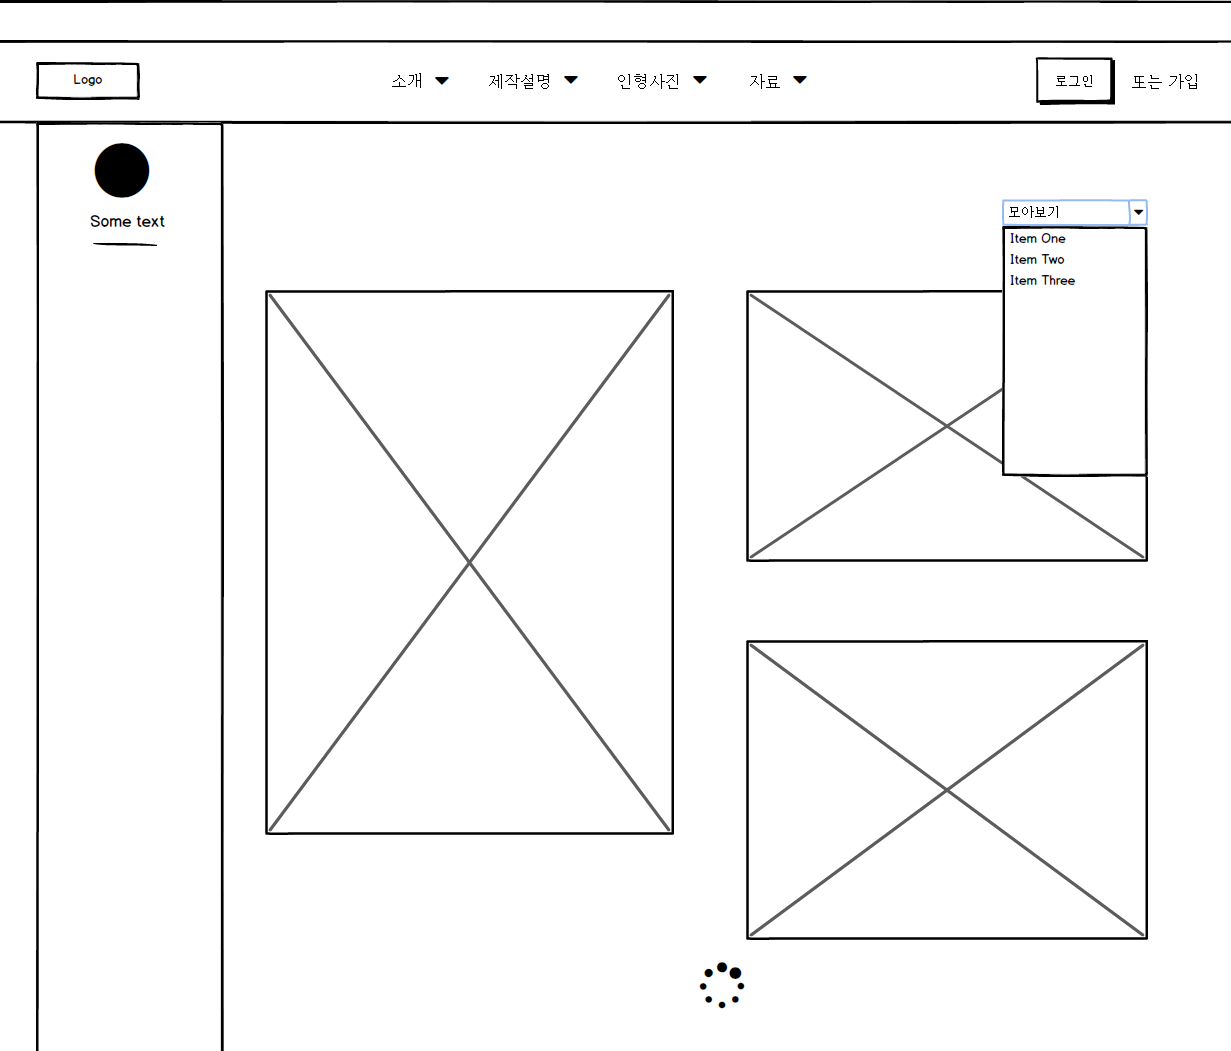 Logo
소개
제작설명
인형사진
자료
로그인
또는 가입
Some text
모아보기
Item One
Item Two
Item Three